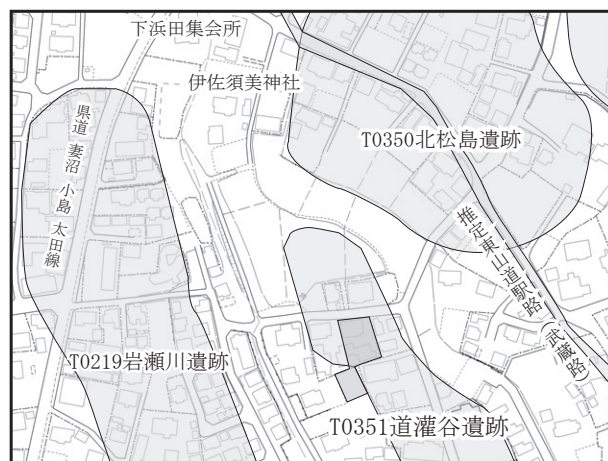 下浜田集会所
伊佐須美神社
県道 妻沼 小島 太田線
T0350北松島遺跡
推定東山道駅路(武蔵路)
T0219岩瀬川遺跡
T0351道灌谷遺跡